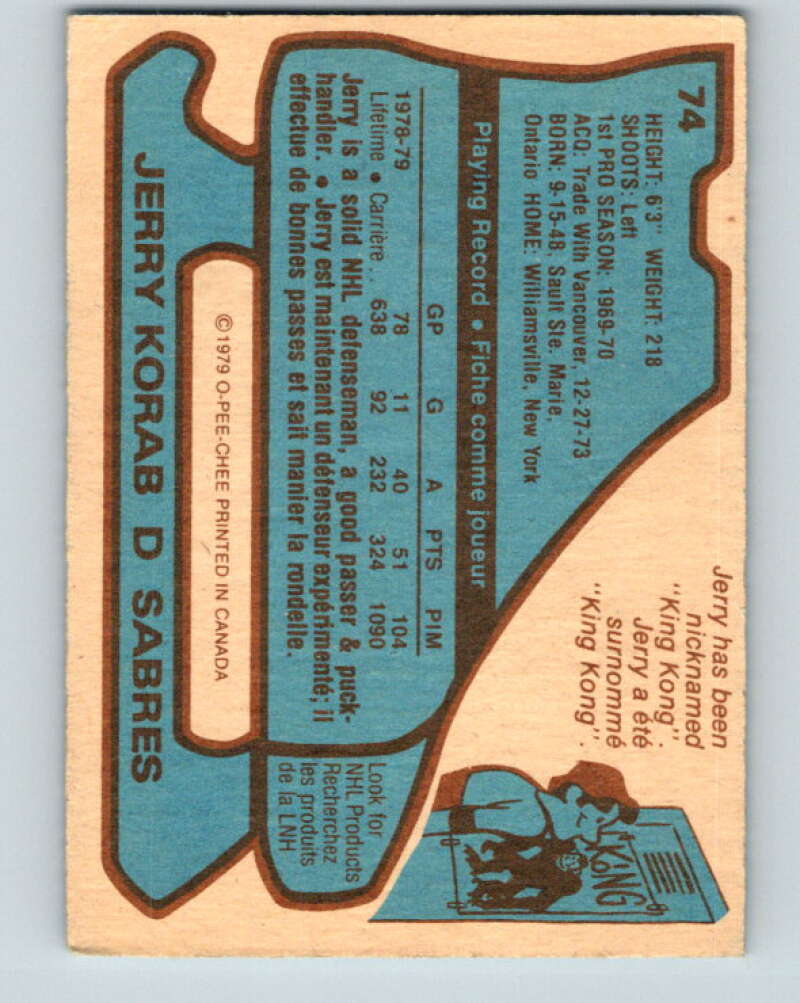 74
HEIGHT: 6'3" WEIGHT: 218
SHOOTS: Left
1st PRO SEASON: 1969-70
ACQ: Trade With Vancouver, 12-27-73
BORN: 9-15-48, Sault Ste. Marie,
Ontario HOME: Williamsville, New York
Playing Record • Fiche comme joueur
GP G A PTS PIM
1978-79 78 11 40 51 104
Lifetime • Carrière.. 638 92 232 324 1090
Jerry is a solid NHL defenseman, a good passer & puck-
handler. • Jerry est maintenant un défenseur expérimenté; il
effectue de bonnes passes et sait manier la rondelle.
Jerry has been
nicknamed
"King Kong".
Jerry a été
surnommé
"King Kong".
KING
KONG
Look for
NHL Products
Recherchez
les produits
de la LNH
©1979 O-PEE-CHEE PRINTED IN CANADA
JERRY KORAB D SABRES